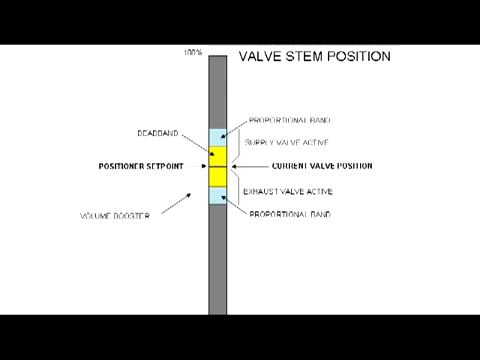 100%
VALVE STEM POSITION
PROPORTIONAL BAND
DEADBAND
SUPPLY VALVE ACTIVE
POSITIONER SETPOINT
CURRENT VALVE POSITION
EXHAUST VALVE ACTIVE
VOLUME BOOSTER
PROPORTIONAL BAND